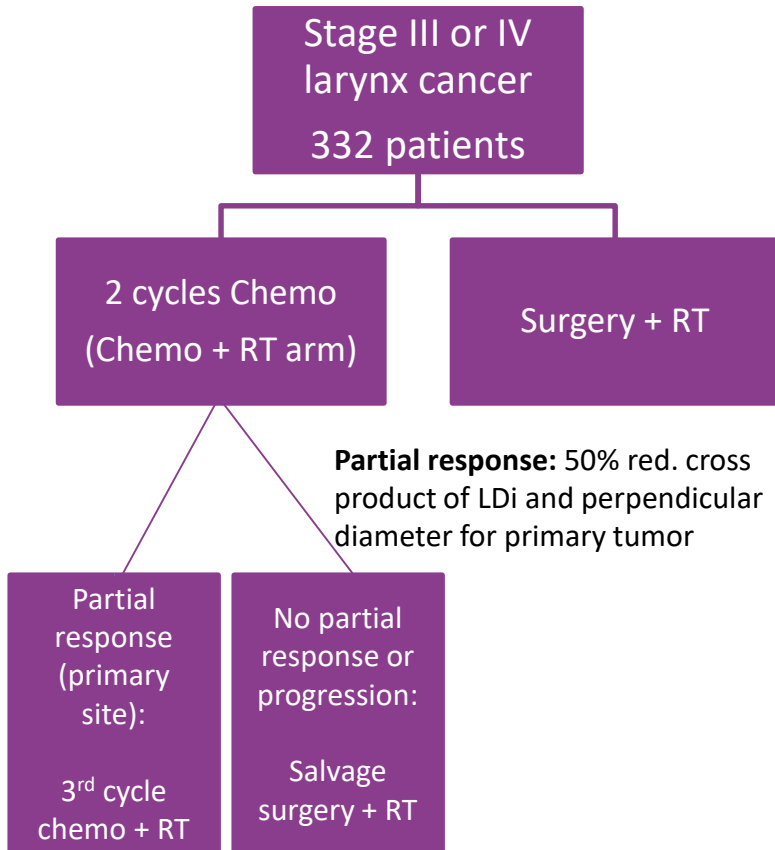 Stage III or IV
larynx cancer
332 patients
2 cycles Chemo
(Chemo + RT arm)
Surgery + RT
Partial response: 50% red. cross
product of LDi and perpendicular
diameter for primary tumor
Partial
response
(primary
site):
3rd cycle
chemo + RT
No partial
response or
progression:
Salvage
surgery + RT